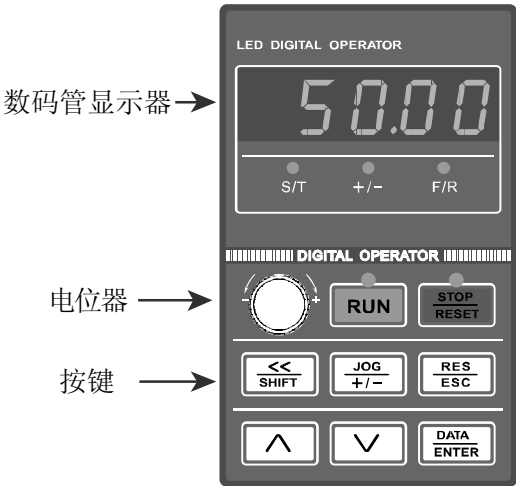 LED DIGITAL OPERATOR
数码管显示器
50.00
S/T +/- F/R
DIGITAL OPERATOR
电位器
- +
RUN
STOP
RESET
按键
<<
SHIFT
JOG
+/-
RES
ESC
∧ ∨
DATA
ENTER